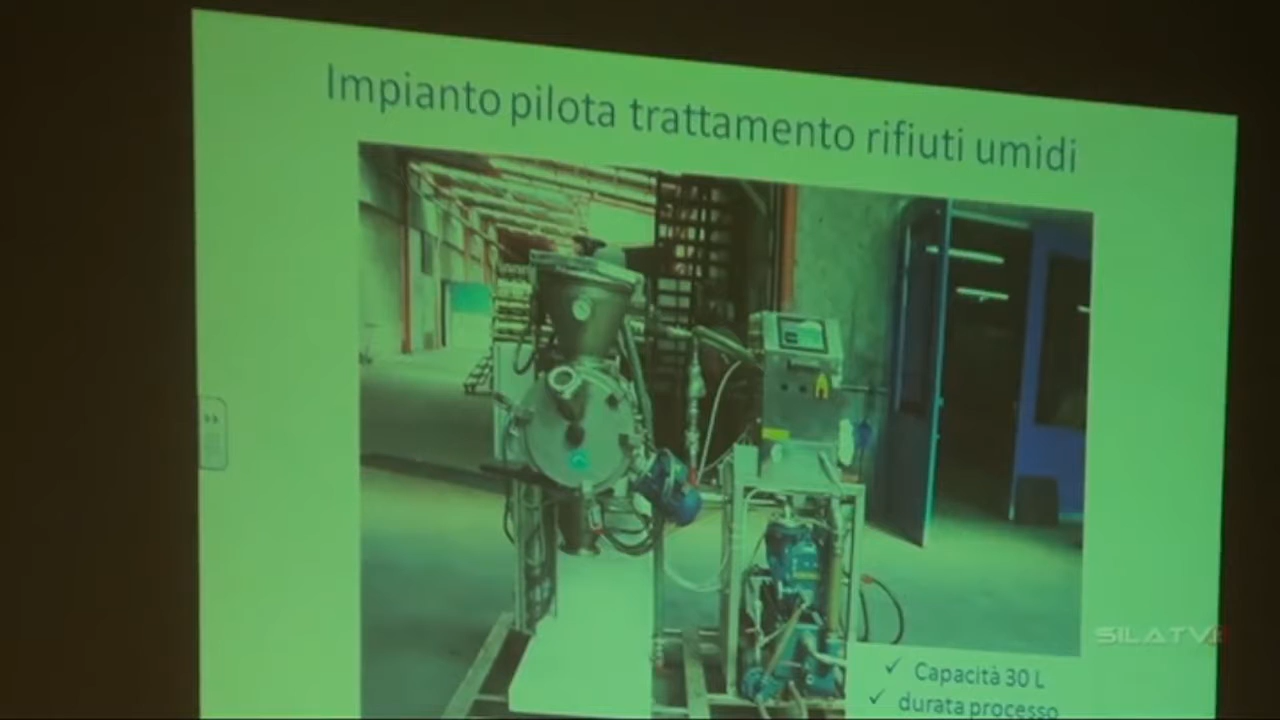 Impianto pilota trattamento rifiuti umidi
SILATV
✓ Capacità 30 L
✓ durata processo